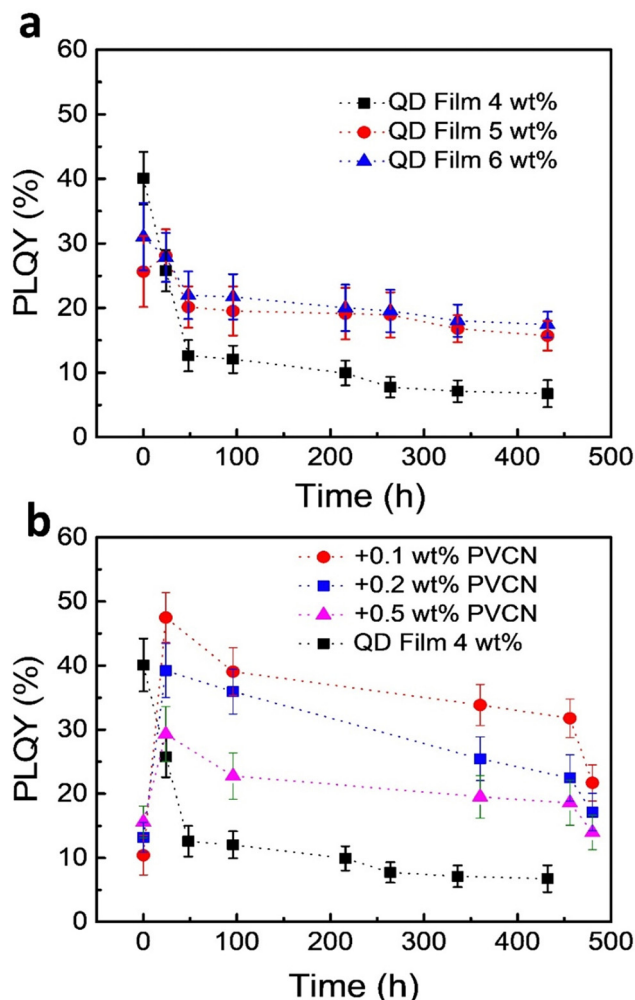 a
60
50
40
30
20
10
0
PLQY (%)
QD Film 4 wt%
QD Film 5 wt%
QD Film 6 wt%
0 100 200 300 400 500
Time (h)
b
60
50
40
30
20
10
0
PLQY (%)
+0.1 wt% PVCN
+0.2 wt% PVCN
+0.5 wt% PVCN
QD Film 4 wt%
0 100 200 300 400 500
Time (h)